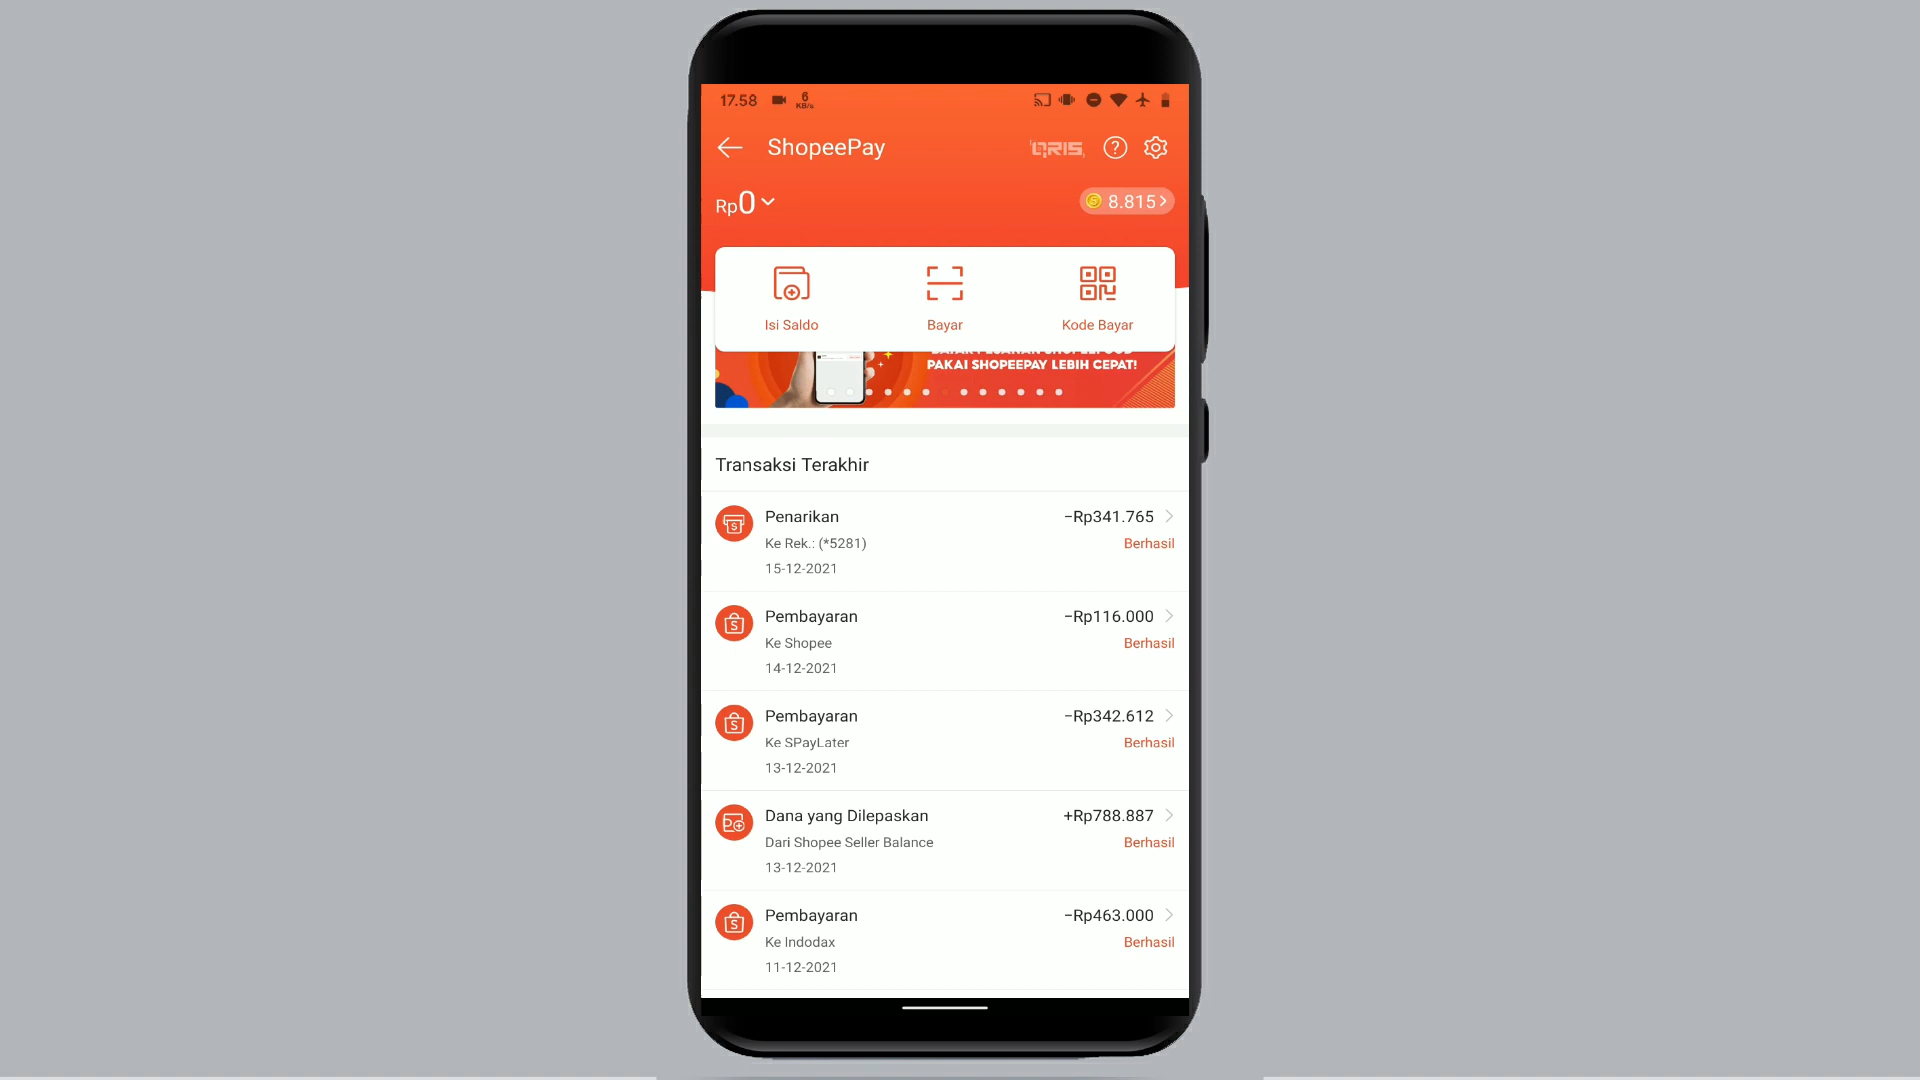 17.58 6 KB/s
ShopeePay QRIS ?
Rp0 8.815
Isi Saldo Bayar Kode Bayar
PAKAI SHOPEEPAY LEBIH CEPAT!
Transaksi Terakhir
Penarikan −Rp341.765
Ke Rek.: (*5281) Berhasil
15-12-2021
Pembayaran −Rp116.000
Ke Shopee Berhasil
14-12-2021
Pembayaran −Rp342.612
Ke SPayLater Berhasil
13-12-2021
Dana yang Dilepaskan +Rp788.887
Dari Shopee Seller Balance Berhasil
13-12-2021
Pembayaran −Rp463.000
Ke Indodax Berhasil
11-12-2021